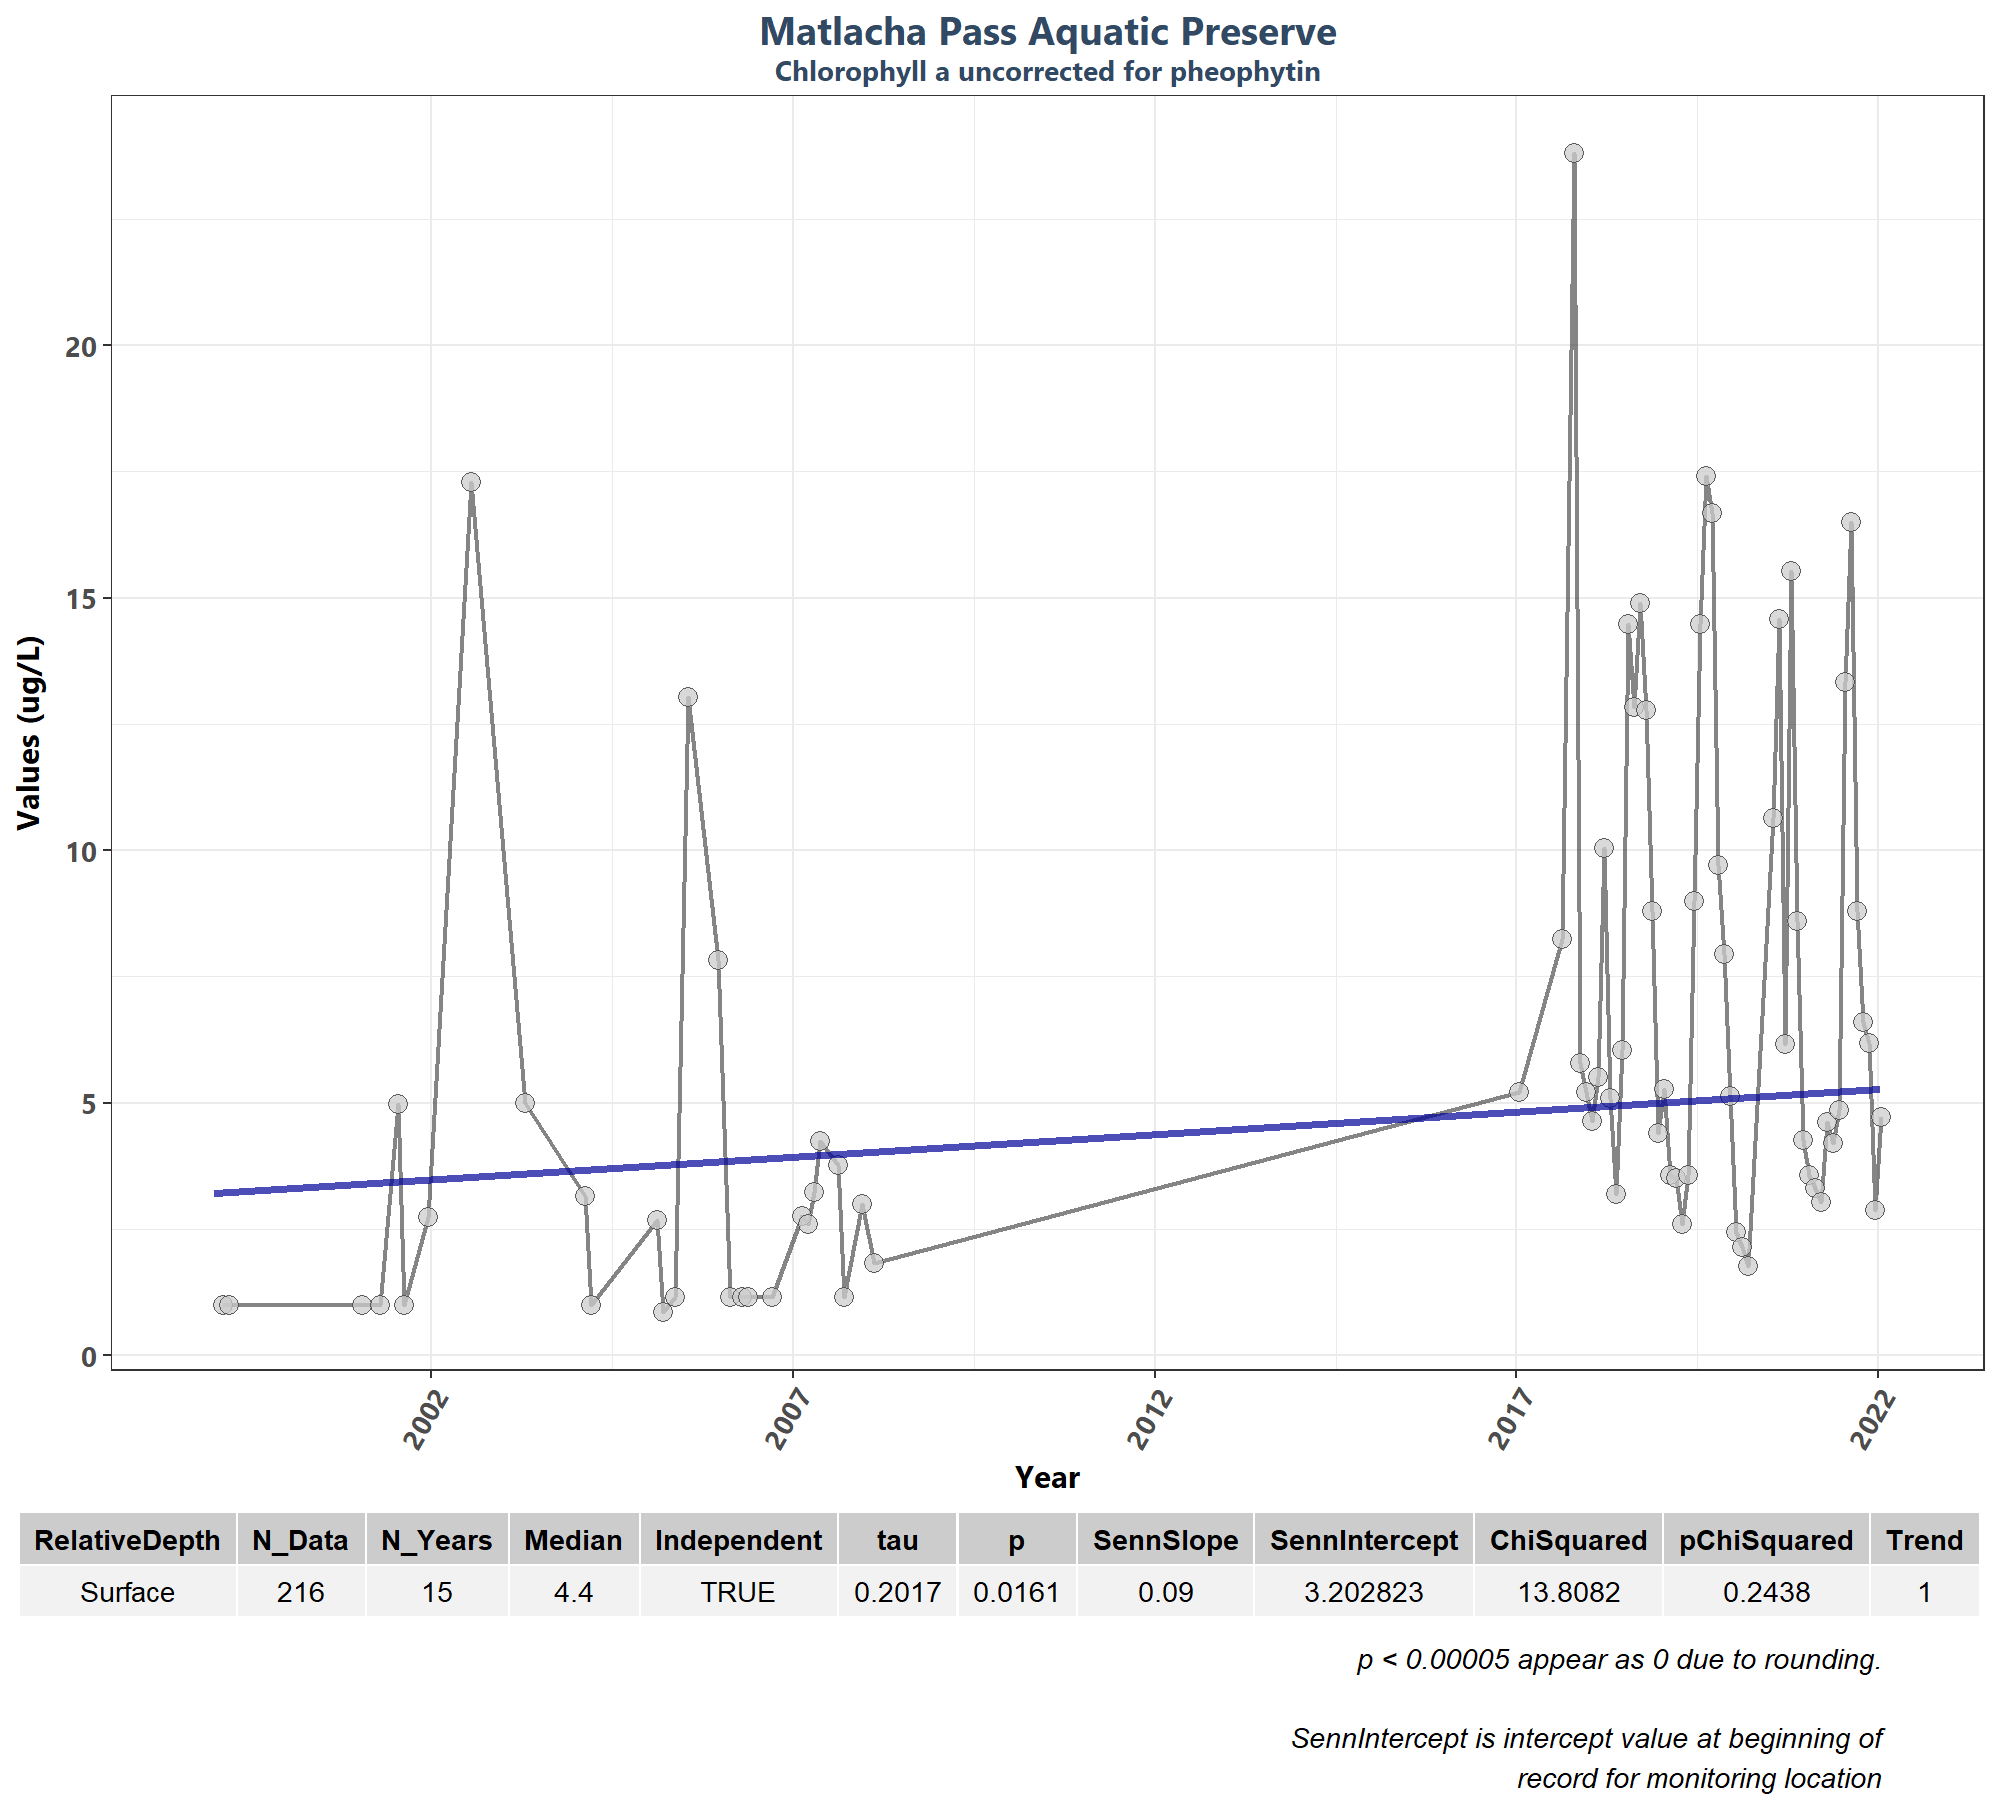 Matlacha Pass Aquatic Preserve
Chlorophyll a uncorrected for pheophytin
Values (ug/L)
20
15
10
5
0
2002 2007 2012 2017 2022
Year
RelativeDepth N_Data N_Years Median Independent tau p SennSlope SennIntercept ChiSquared pChiSquared Trend
Surface 216 15 4.4 TRUE 0.2017 0.0161 0.09 3.202823 13.8082 0.2438 1
p < 0.00005 appear as 0 due to rounding.
SennIntercept is intercept value at beginning of
record for monitoring location